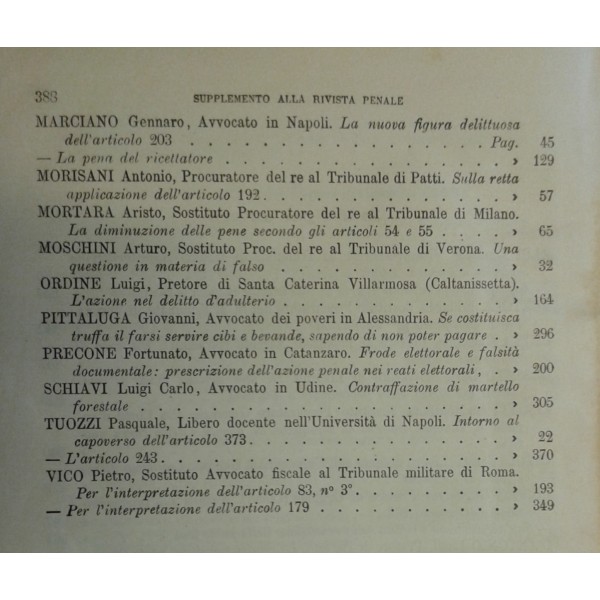 388 SUPPLEMENTO ALLA RIVISTA PENALE
MARCIANO Gennaro, Avvocato in Napoli. La nuova figura delittuosa
dell'articolo 203 . . . . . . . . . . . . . . . Pag. 45
— La pena del ricettatore . . . . . . . . . . . . . › 129
MORISANI Antonio, Procuratore del re al Tribunale di Patti. Sulla retta
applicazione dell'articolo 192. . . . . . . . . . . . › 57
MORTARA Aristo, Sostituto Procuratore del re al Tribunale di Milano.
La diminuzione delle pene secondo gli articoli 54 e 55 . . . . › 65
MOSCHINI Arturo, Sostituto Proc. del re al Tribunale di Verona. Una
questione in materia di falso . . . . . . . . . . . › 32
ORDINE Luigi, Pretore di Santa Caterina Villarmosa (Caltanissetta).
L'azione nel delitto d'adulterio . . . . . . . . . . . › 164
PITTALUGA Giovanni, Avvocato dei poveri in Alessandria. Se costituisca
truffa il farsi servire cibi e bevande, sapendo di non poter pagare . › 296
PRECONE Fortunato, Avvocato in Catanzaro. Frode elettorale e falsità
documentale: prescrizione dell'azione penale nei reati elettorali, . › 200
SCHIAVI Luigi Carlo, Avvocato in Udine. Contraffazione di martello
forestale . . . . . . . . . . . . . . . . . › 305
TUOZZI Pasquale, Libero docente nell'Università di Napoli. Intorno al
capoverso dell'articolo 373. . . . . . . . . . . . . › 22
— L'articolo 243. . . . . . . . . . . . . . . . › 370
VICO Pietro, Sostituto Avvocato fiscale al Tribunale militare di Roma.
Per l'interpretazione dell'articolo 83, nº 3º. . . . . . . . › 193
— Per l'interpretazione dell'articolo 179 . . . . . . . . . › 349